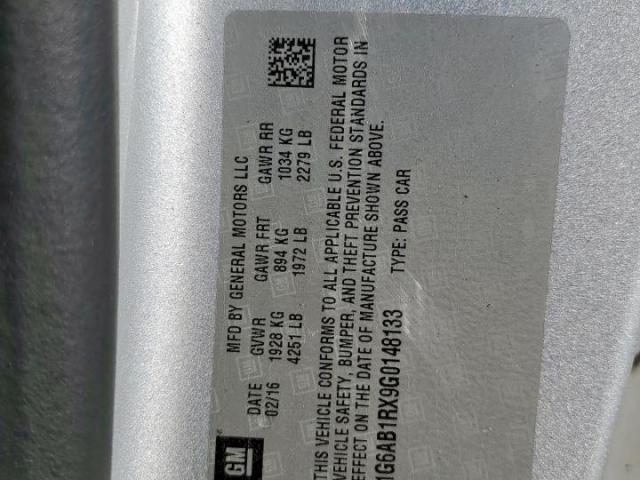 MFD BY GENERAL MOTORS LLC
DATE GVWR GAWR FRT GAWR RR
02/16 1928 KG 894 KG 1034 KG
4251 LB 1972 LB 2279 LB
GM
THIS VEHICLE CONFORMS TO ALL APPLICABLE U.S. FEDERAL MOTOR
VEHICLE SAFETY, BUMPER, AND THEFT PREVENTION STANDARDS IN
EFFECT ON THE DATE OF MANUFACTURE SHOWN ABOVE.
1G6AB1RX9G0148133 TYPE: PASS CAR